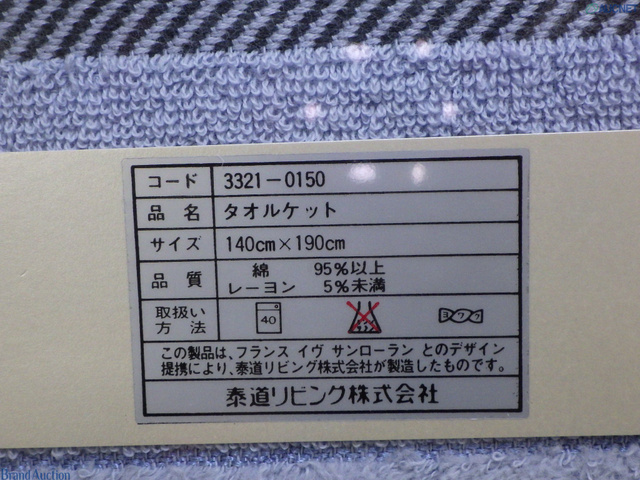 コード 3321-0150
品名 タオルケット
サイズ 140cm×190cm
品質 綿 95%以上
レーヨン 5%未満
取扱い方法 40 ヨワク
この製品は、フランス イヴ サンローラン とのデザイン
提携により、泰道リビング株式会社が製造したものです。
泰道リビング株式会社
BrandAuction